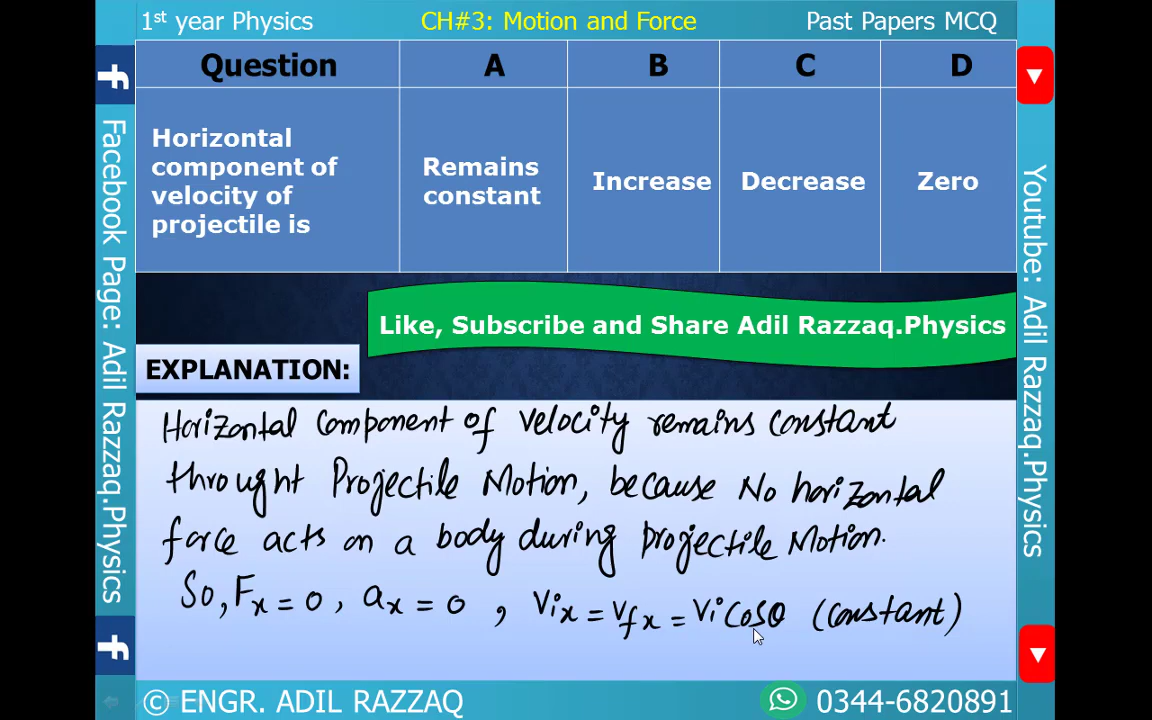 1st year Physics CH#3: Motion and Force Past Papers MCQ
Question A B C D
Horizontal
component of
velocity of
projectile is
Remains
constant
Increase
Decrease
Zero
Like, Subscribe and Share Adil Razzaq.Physics
EXPLANATION:
Horizontal Component of Velocity remains Constant
throught Projectile Motion, because No horizontal
force acts on a body during projectile Motion.
So, Fx = 0, ax = 0, Vix = Vfx = Vi Cosθ (Constant)
© ENGR. ADIL RAZZAQ 0344-6820891
Facebook Page: Adil Razzaq.Physics
Youtube: Adil Razzaq.Physics